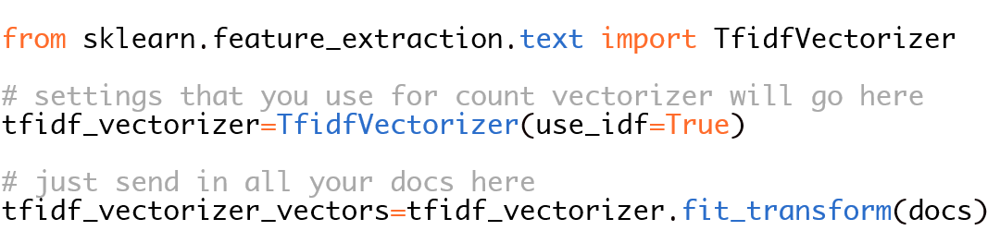 from sklearn.feature_extraction.text import TfidfVectorizer
# settings that you use for count vectorizer will go here
tfidf_vectorizer=TfidfVectorizer(use_idf=True)
# just send in all your docs here
tfidf_vectorizer_vectors=tfidf_vectorizer.fit_transform(docs)